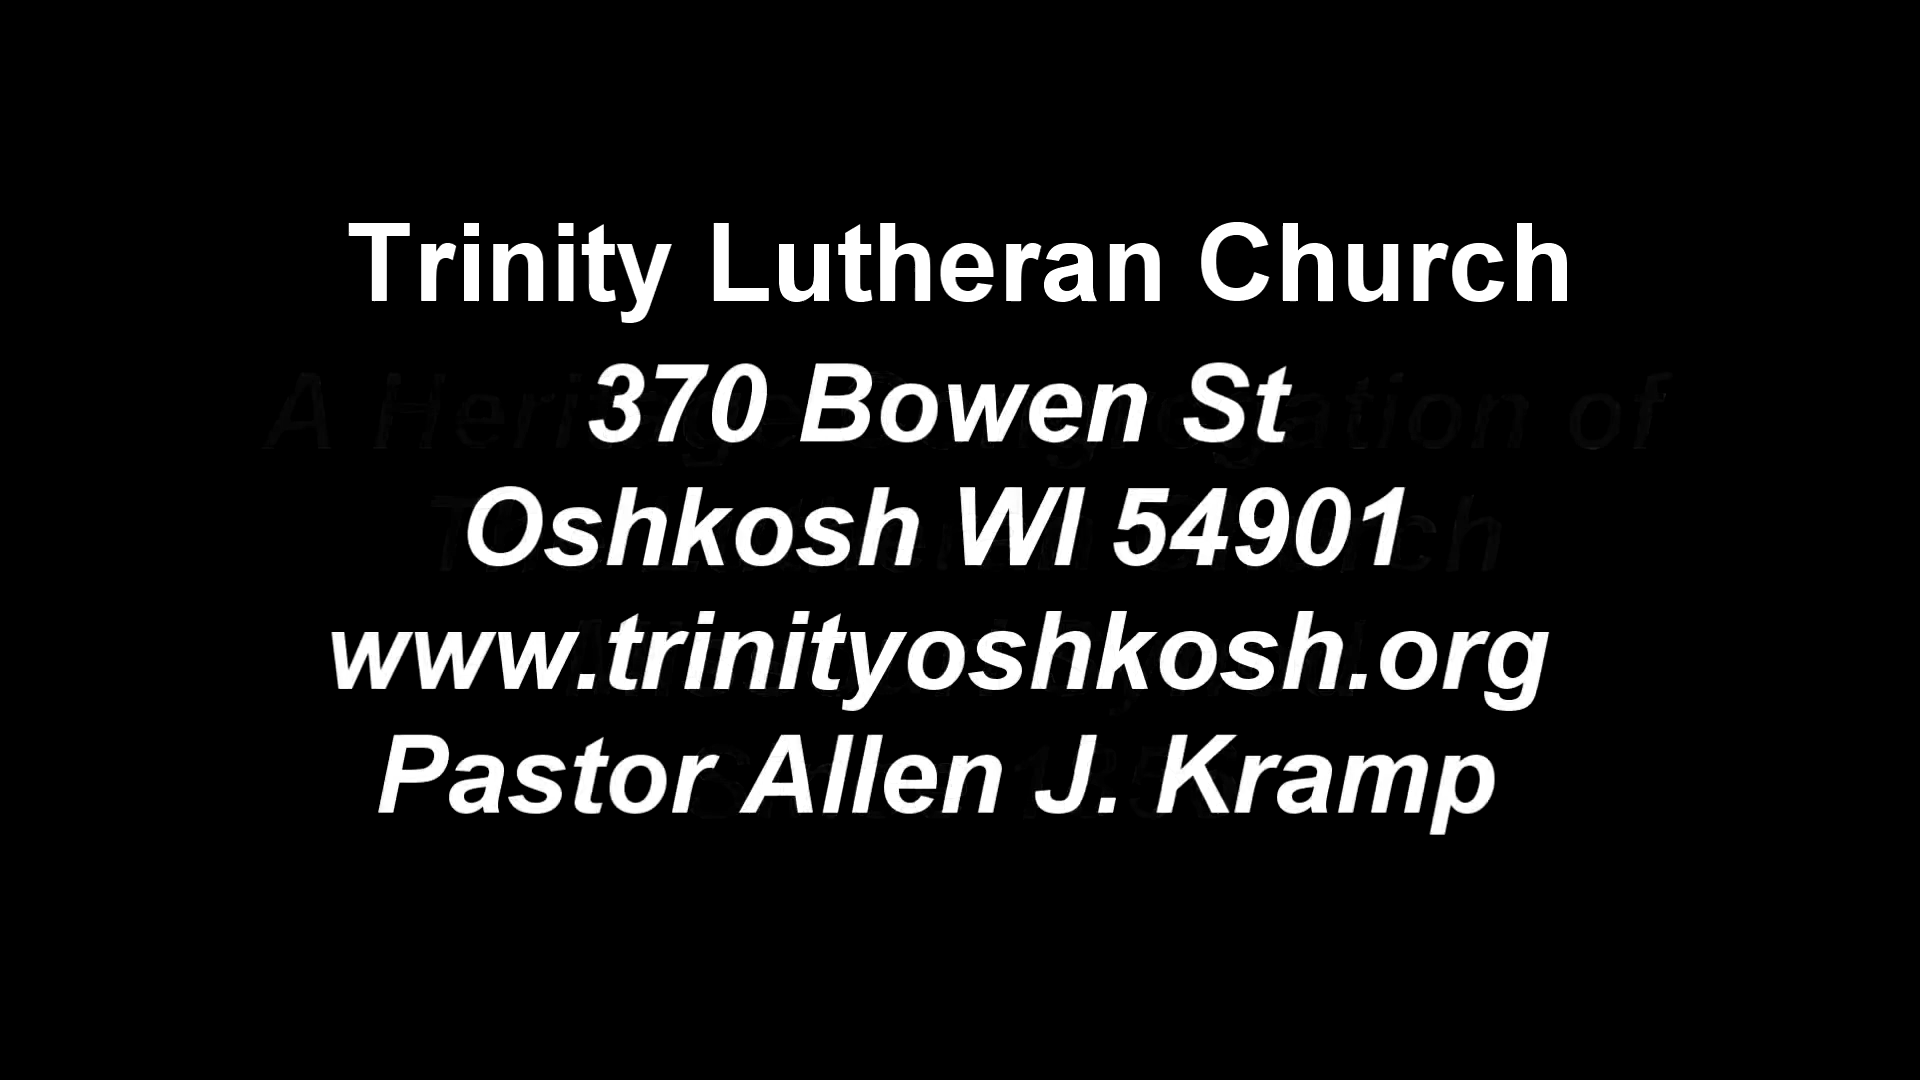 Trinity Lutheran Church
370 Bowen St
Oshkosh WI 54901
www.trinityoshkosh.org
Pastor Allen J. Kramp